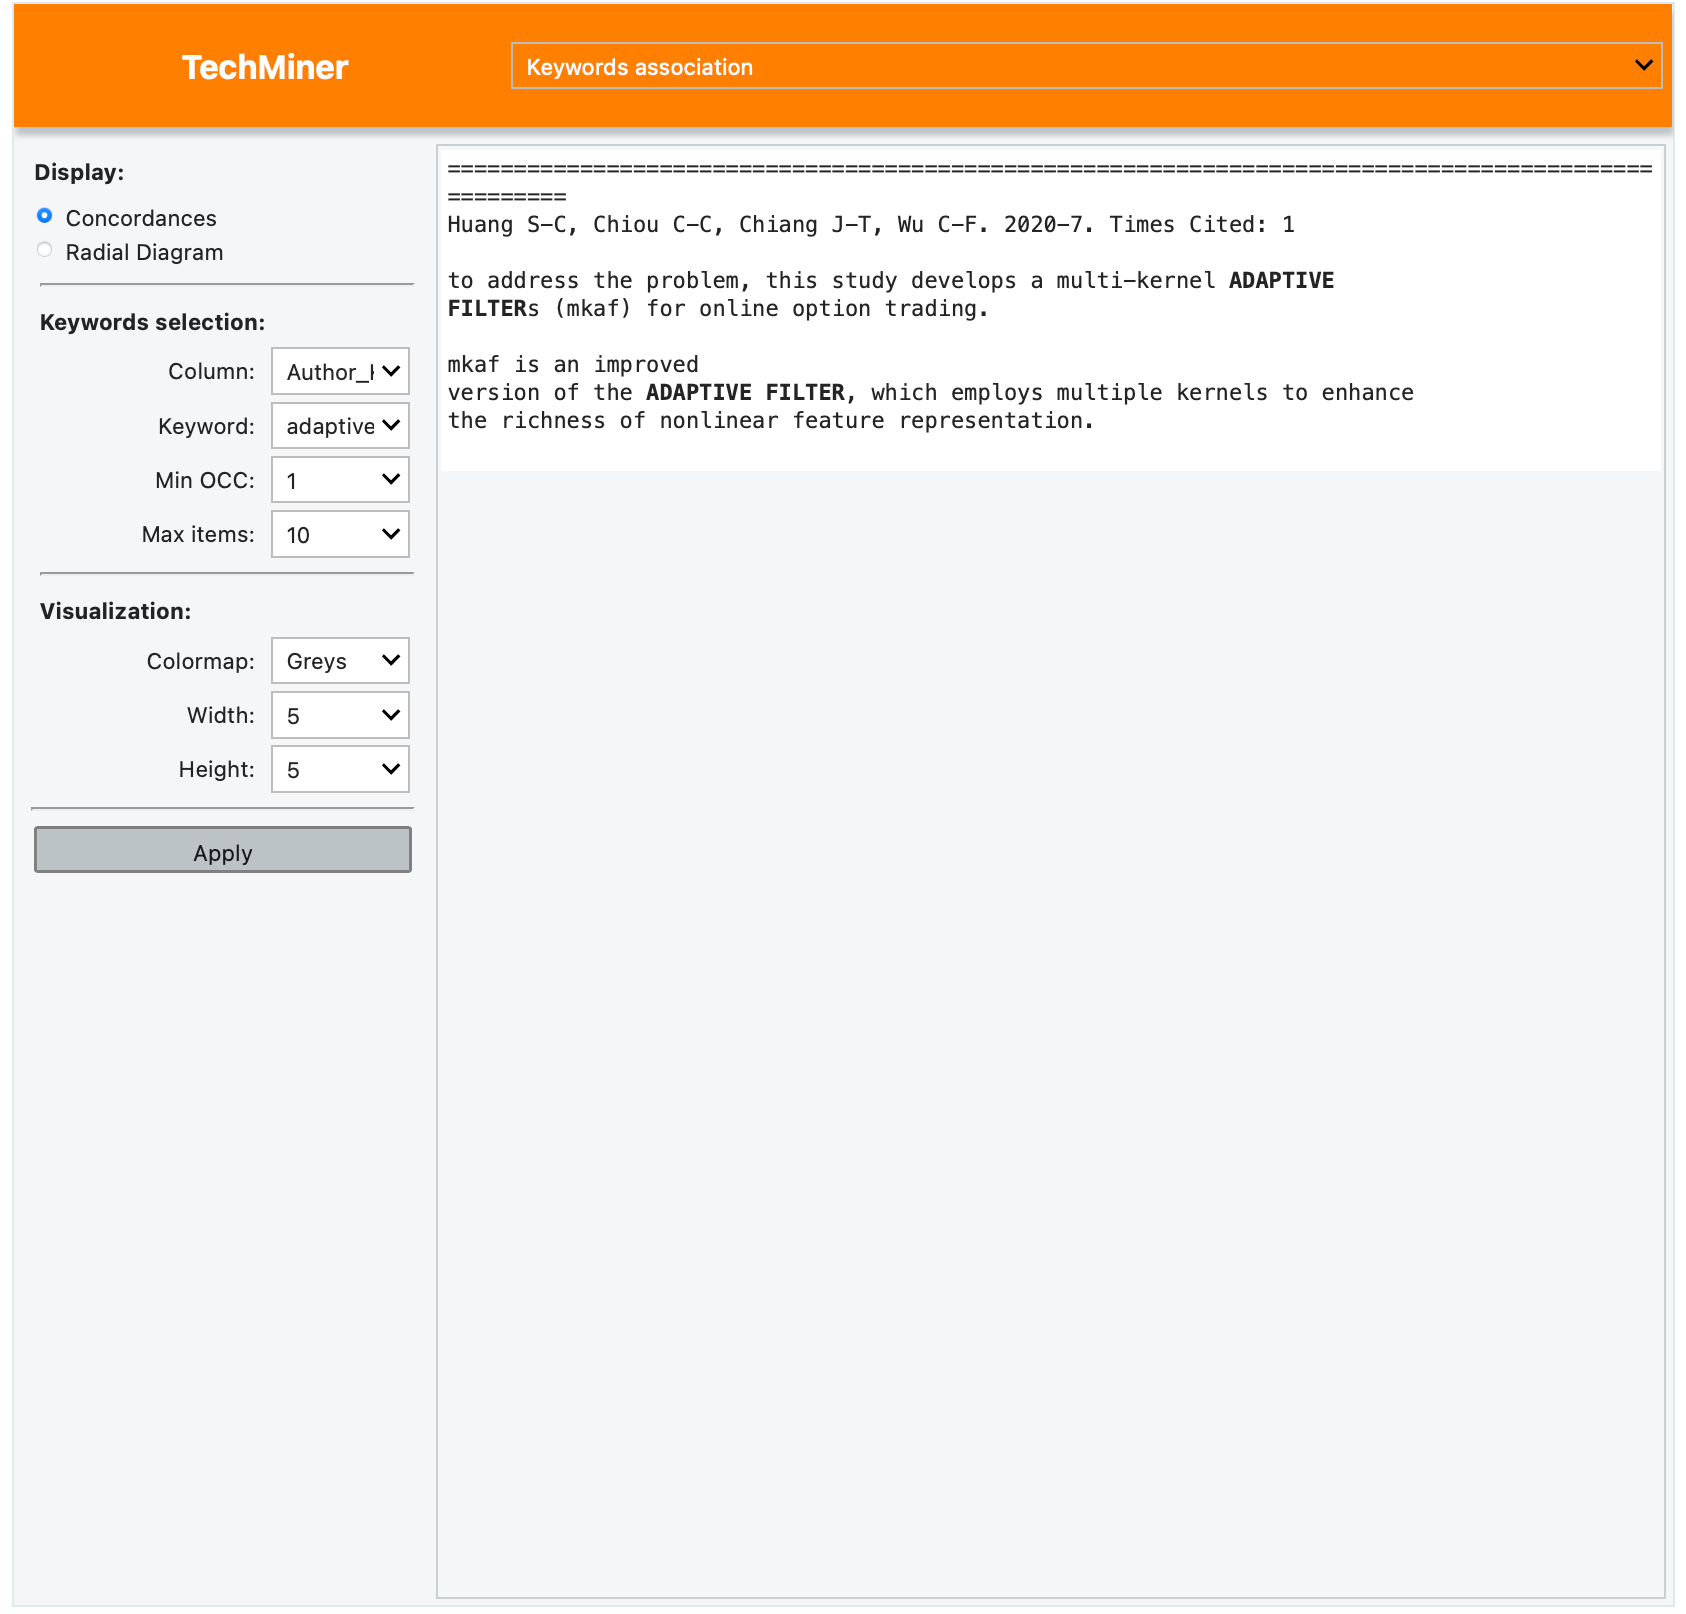 TechMiner
Keywords association
Display:
Concordances
Radial Diagram
Keywords selection:
Column: Author_
Keyword: adaptive
Min OCC: 1
Max items: 10
Visualization:
Colormap: Greys
Width: 5
Height: 5
Apply
===========================================================================================
=========
Huang S-C, Chiou C-C, Chiang J-T, Wu C-F. 2020-7. Times Cited: 1
to address the problem, this study develops a multi-kernel ADAPTIVE
FILTERs (mkaf) for online option trading.
mkaf is an improved
version of the ADAPTIVE FILTER, which employs multiple kernels to enhance
the richness of nonlinear feature representation.